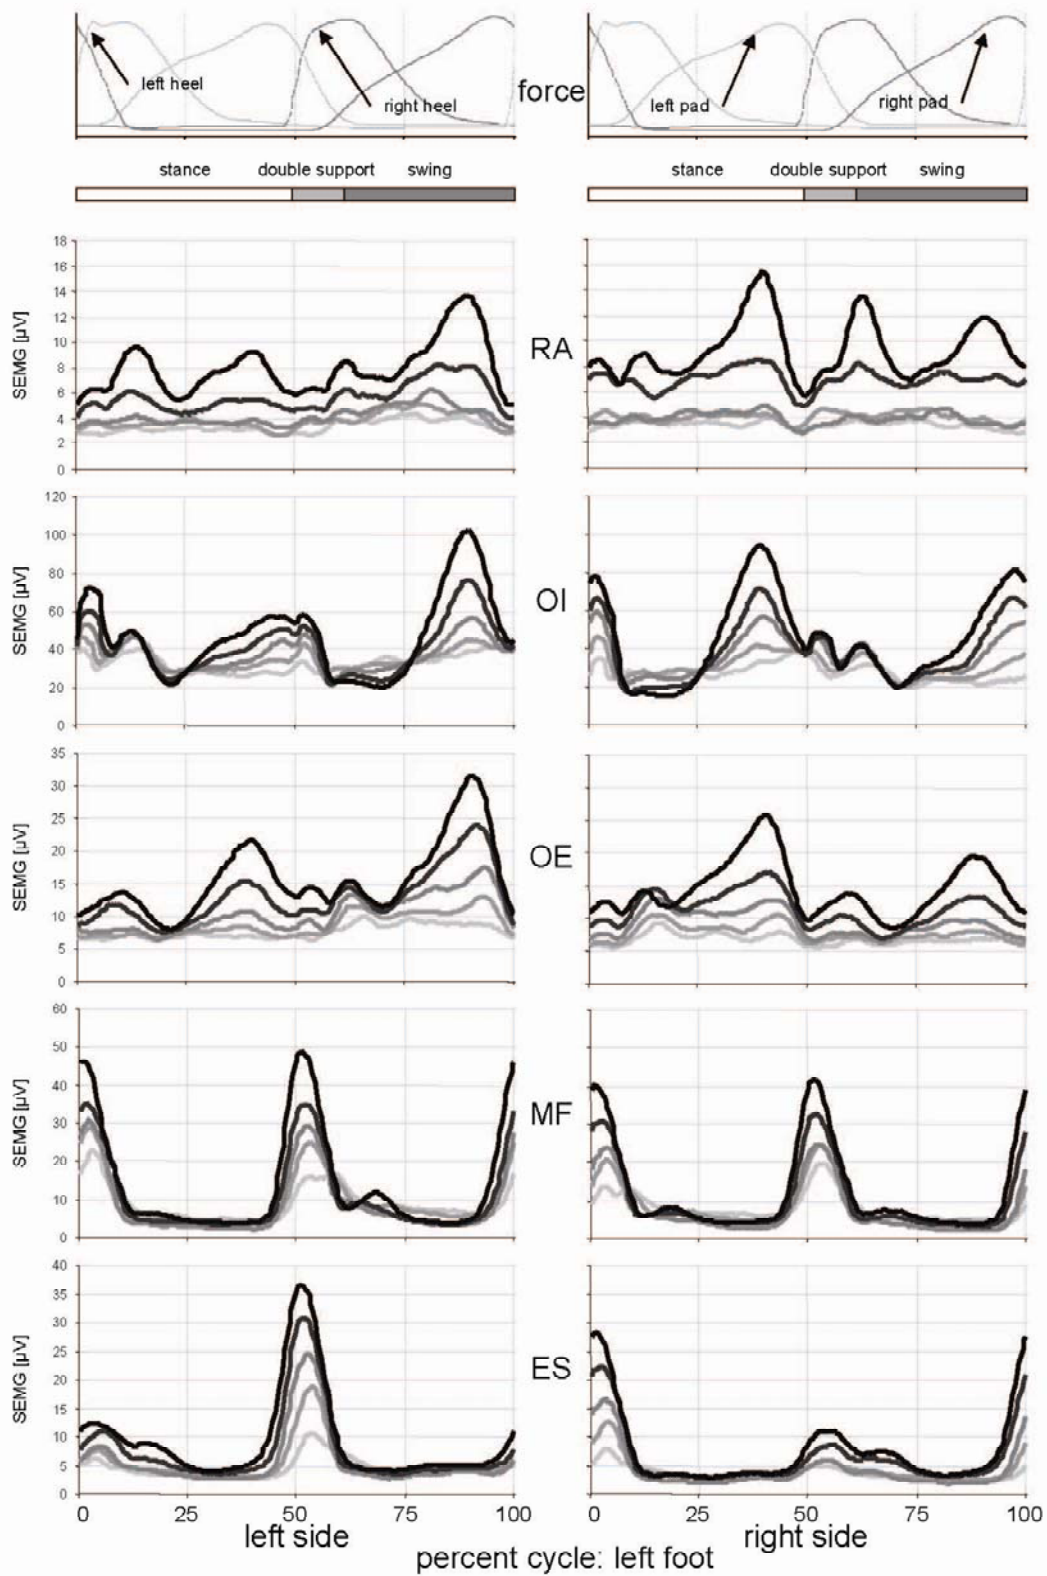 left heel
right heel
force
left pad
right pad
stance double support swing
stance double support swing
SEMG [µV]
18
16
14
12
10
8
6
4
2
0
RA
SEMG [µV]
120
100
80
60
40
20
0
OI
SEMG [µV]
35
30
25
20
15
10
5
0
OE
SEMG [µV]
60
50
40
30
20
10
0
MF
SEMG [µV]
40
35
30
25
20
15
10
5
0
ES
0 25 50 75 100
0 25 50 75 100
left side
right side
percent cycle: left foot